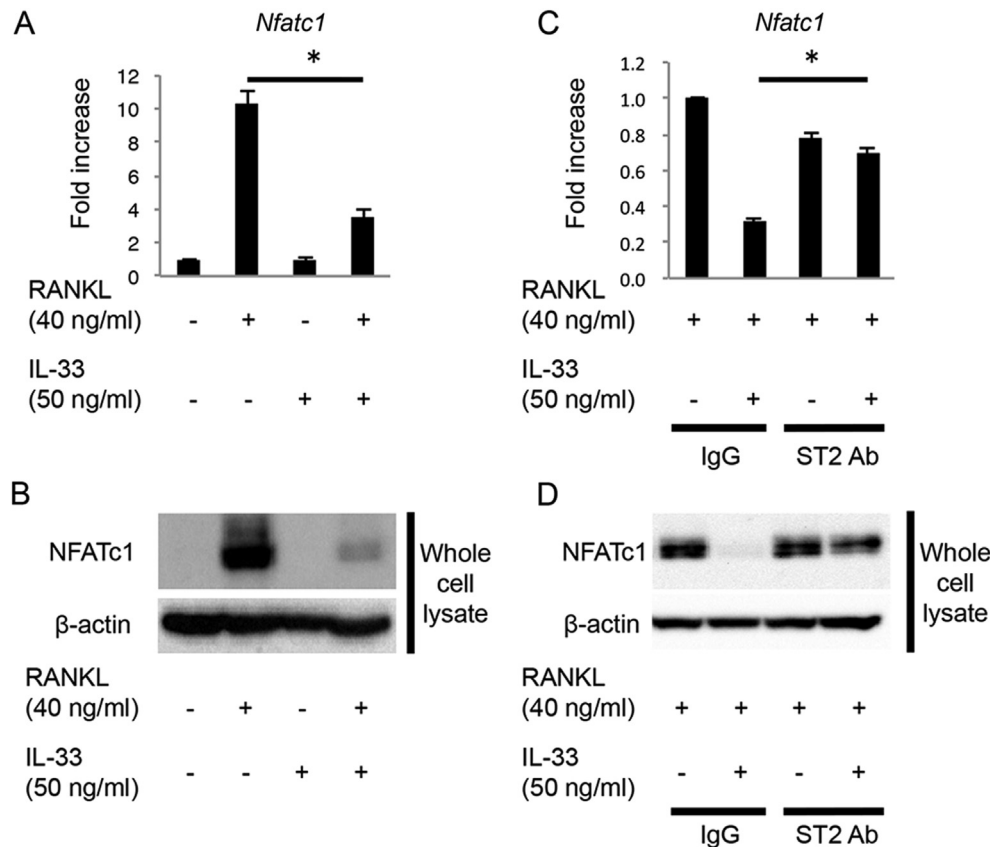 A
Nfatc1
*
Fold increase
12
10
8
6
4
2
0
RANKL
(40 ng/ml) - + - +
IL-33
(50 ng/ml) - - + +
C
Nfatc1
*
Fold increase
1.2
1.0
0.8
0.6
0.4
0.2
0.0
RANKL
(40 ng/ml) + + + +
IL-33
(50 ng/ml) - + - +
IgG ST2 Ab
B
NFATc1
β-actin
Whole
cell
lysate
RANKL
(40 ng/ml) - + - +
IL-33
(50 ng/ml) - - + +
D
NFATc1
β-actin
Whole
cell
lysate
RANKL
(40 ng/ml) + + + +
IL-33
(50 ng/ml) - + - +
IgG ST2 Ab